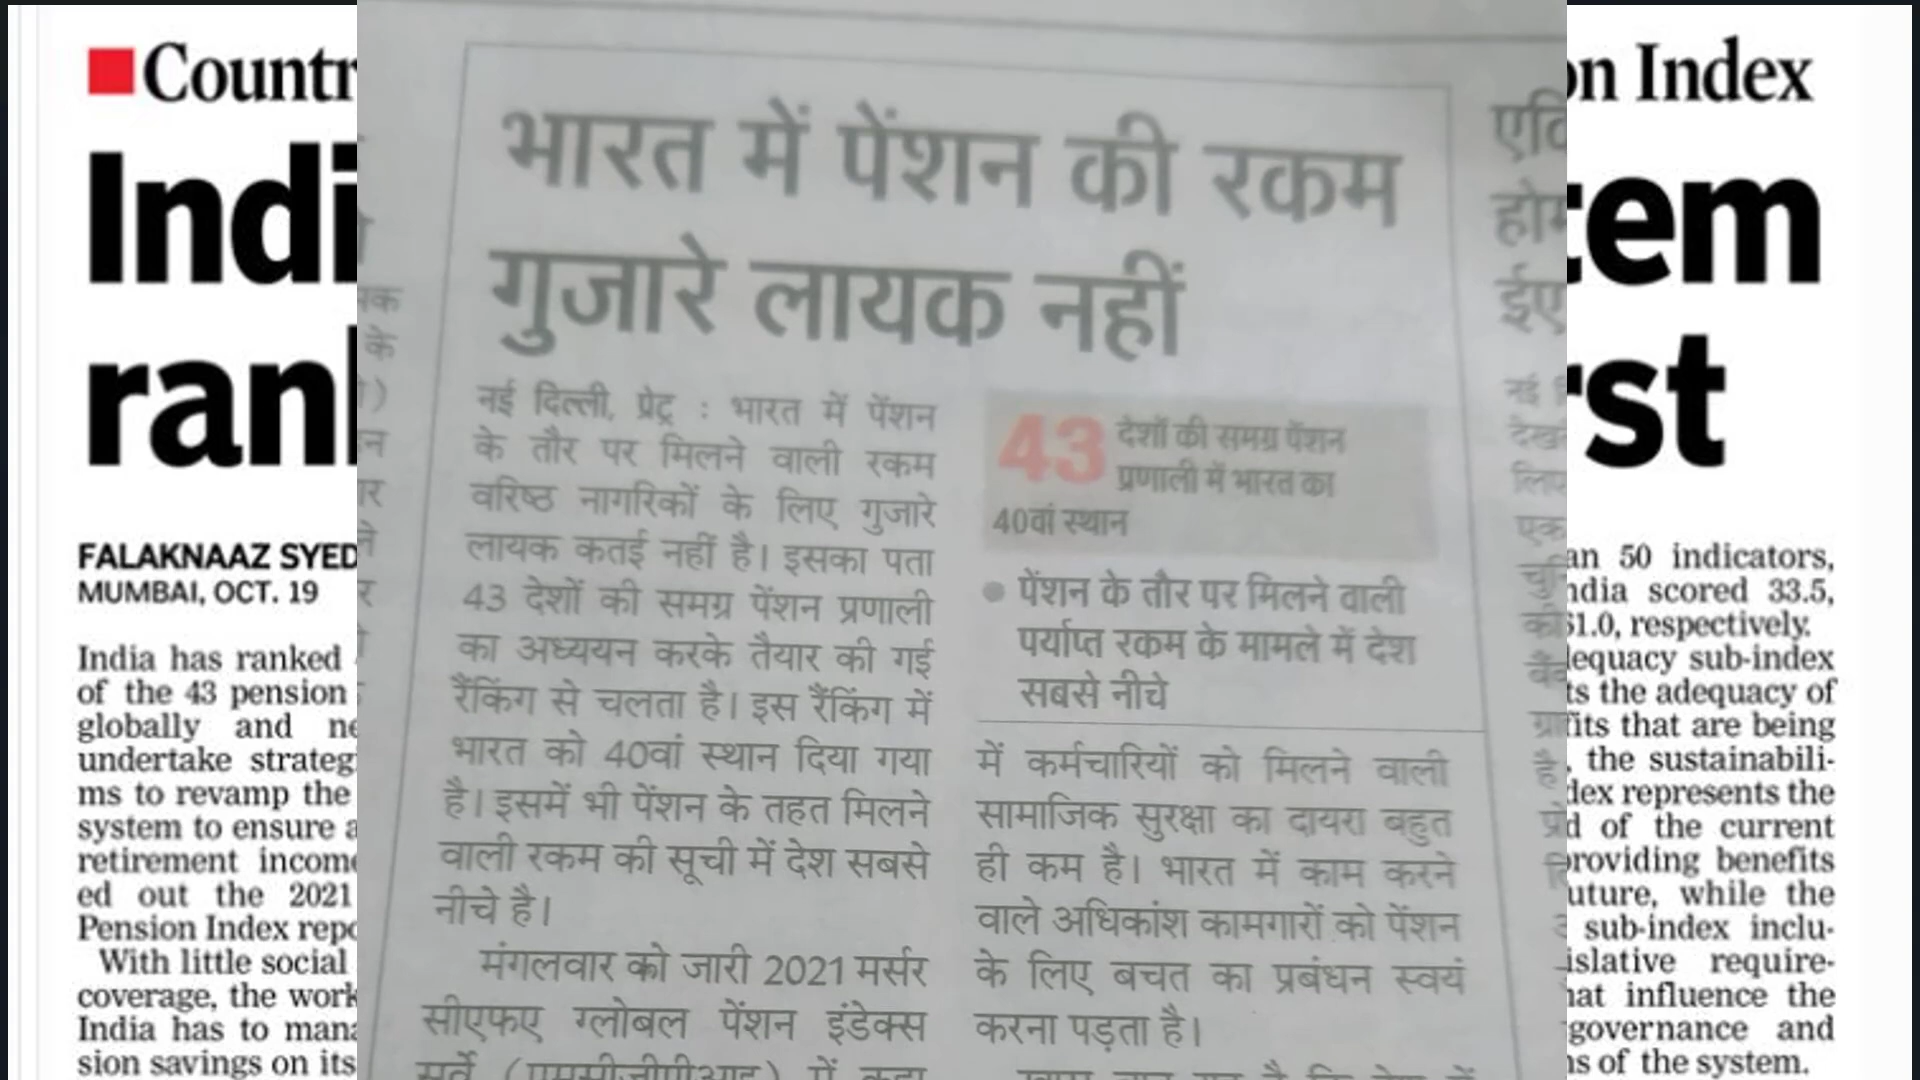 Countr
Indi
ranl
FALAKNAAZ SYED
MUMBAI, OCT. 19
India has ranked
of the 43 pension
globally and ne
undertake strateg
ms to revamp the
system to ensure a
retirement income
ed out the 2021
Pension Index repo
With little social
coverage, the work
India has to mana
sion savings on its
भारत में पेंशन की रकम
गुजारे लायक नहीं
नई दिल्ली, प्रेट्र : भारत में पेंशन
के तौर पर मिलने वाली रकम
वरिष्ठ नागरिकों के लिए गुजारे
लायक कतई नहीं है। इसका पता
43 देशों की समग्र पेंशन प्रणाली
का अध्ययन करके तैयार की गई
रैंकिंग से चलता है। इस रैंकिंग में
भारत को 40वां स्थान दिया गया
है। इसमें भी पेंशन के तहत मिलने
वाली रकम की सूची में देश सबसे
नीचे है।
मंगलवार को जारी 2021 मर्सर
सीएफए ग्लोबल पेंशन इंडेक्स
43 देशों की समग्र पेंशन
प्रणाली में भारत का
40वां स्थान
पेंशन के तौर पर मिलने वाली
पर्याप्त रकम के मामले में देश
सबसे नीचे
में कर्मचारियों को मिलने वाली
सामाजिक सुरक्षा का दायरा बहुत
ही कम है। भारत में काम करने
वाले अधिकांश कामगारों को पेंशन
के लिए बचत का प्रबंधन स्वयं
करना पड़ता है।
on Index
tem
rst
an 50 indicators,
ndia scored 33.5,
61.0, respectively.
dequacy sub-index
ts the adequacy of
fits that are being
, the sustainabili-
dex represents the
d of the current
providing benefits
uture, while the
sub-index inclu-
islative require-
hat influence the
governance and
ns of the system.